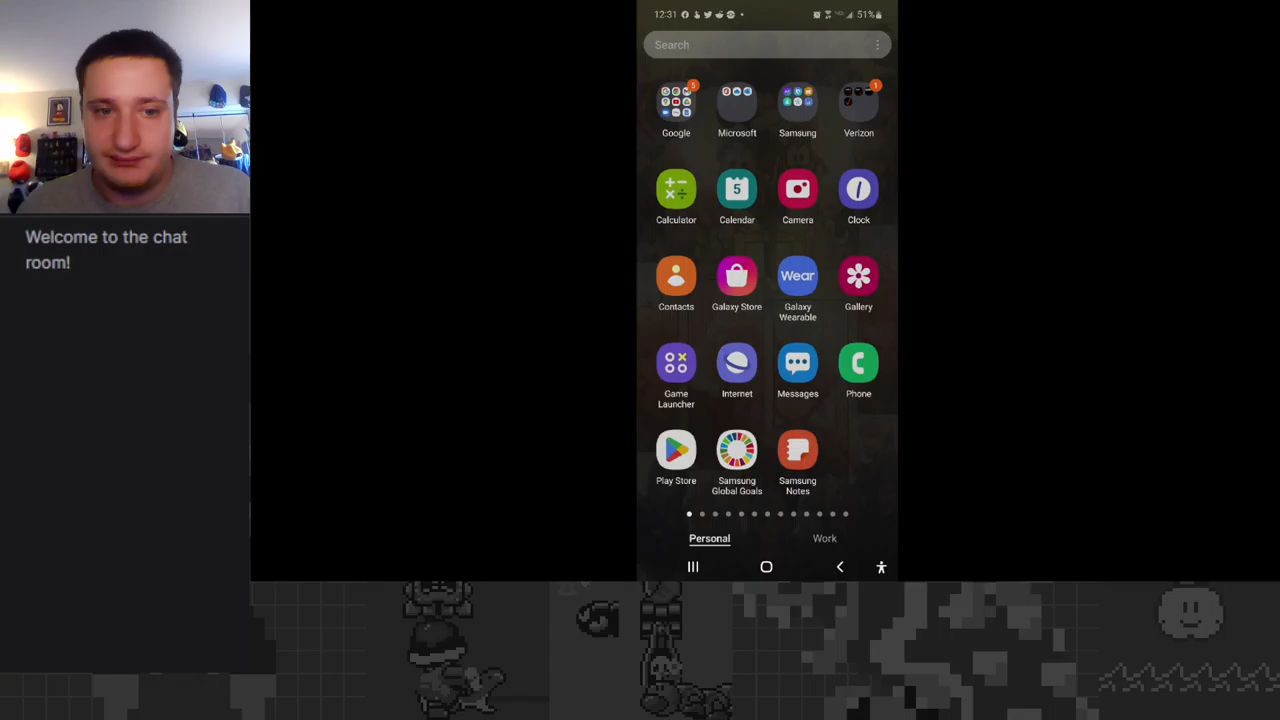 12:31
51%
Search
5
1
Google
Microsoft
Samsung
Verizon
5
Calculator
Calendar
Camera
Clock
Wear
Contacts
Galaxy Store
Galaxy
Wearable
Gallery
Game
Launcher
Internet
Messages
Phone
Play Store
Samsung
Global Goals
Samsung
Notes
Personal
Work
Welcome to the chat
room!